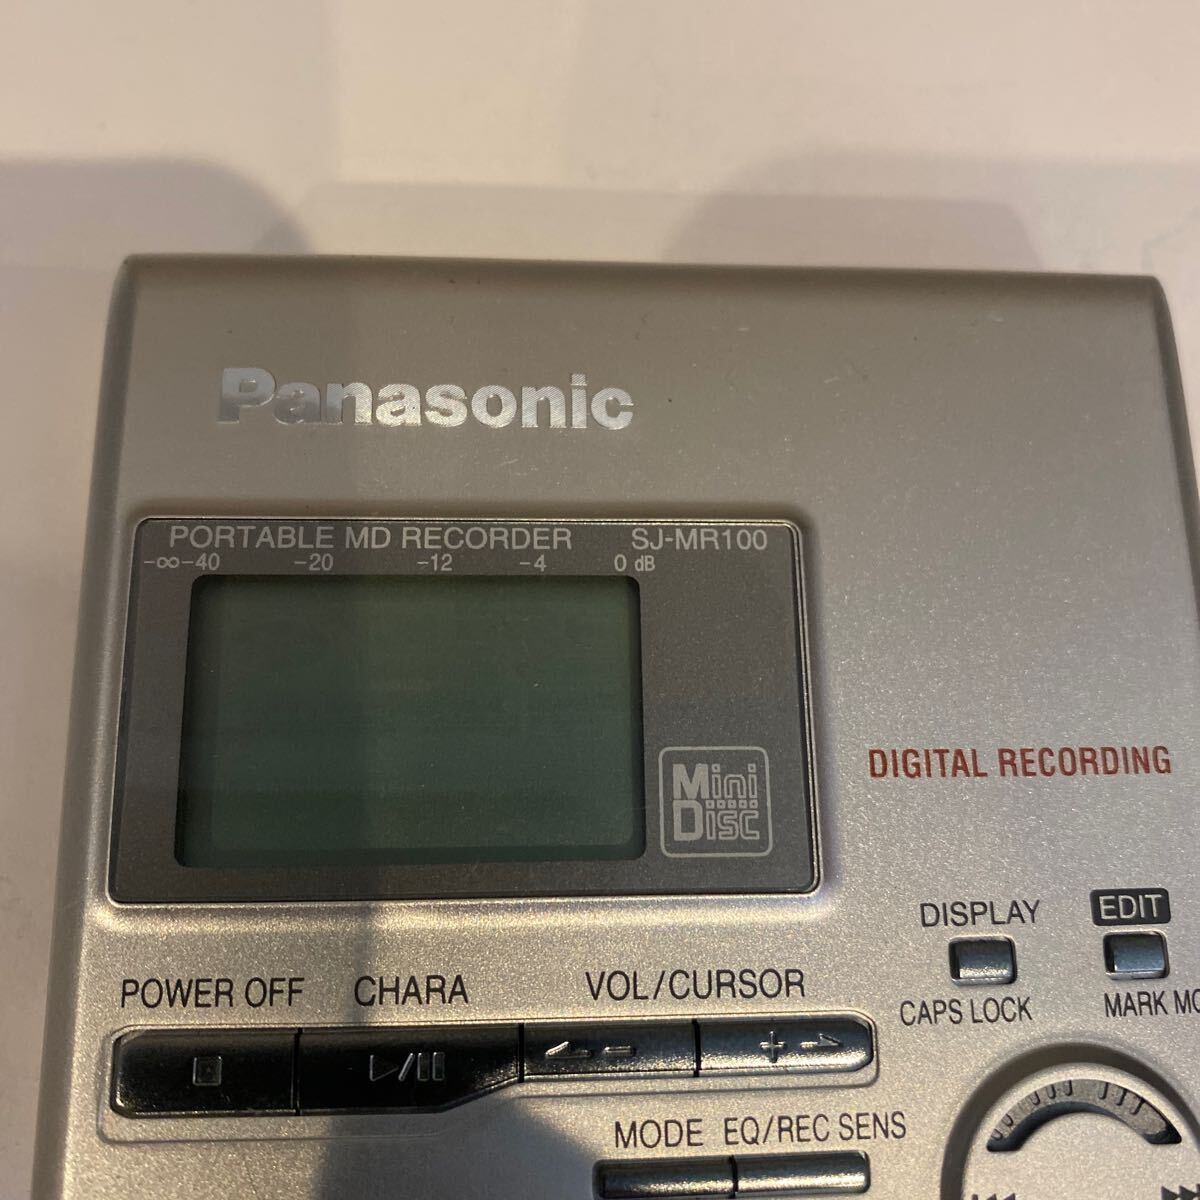 Panasonic
PORTABLE MD RECORDER SJ-MR100
-∞-40 -20 -12 -4 0 dB
Mini
Disc
DIGITAL RECORDING
DISPLAY EDIT
CAPS LOCK MARK
POWER OFF CHARA VOL/CURSOR
- +
MODE EQ/REC SENS